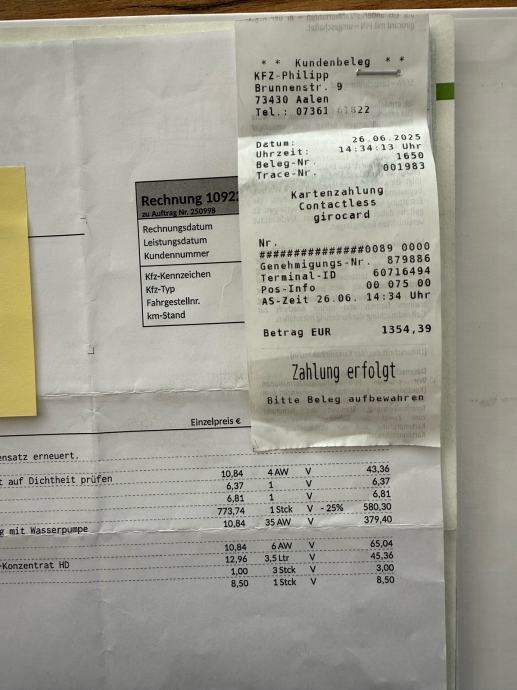 * * Kundenbeleg * *
KFZ-Philipp
Brunnenstr. 9
73430 Aalen
Tel.: 07361 61822
Datum: 26.06.2025
Uhrzeit: 14:34:13 Uhr
Beleg-Nr. 1650
Trace-Nr. 001983
Kartenzahlung
Contactless
girocard
Nr.
###############0089 0000
Genehmigungs-Nr. 879886
Terminal-ID 60716494
Pos-Info 00 075 00
AS-Zeit 26.06. 14:34 Uhr
Betrag EUR 1354,39
Zahlung erfolgt
Bitte Beleg aufbewahren
Rechnung 1092
zu Auftrag Nr. 250998
Rechnungsdatum
Leistungsdatum
Kundennummer
Kfz-Kennzeichen
Kfz-Typ
Fahrgestellnr.
km-Stand
Einzelpreis €
ensatz erneuert.
10,84 4 AW V 43,36
t auf Dichtheit prüfen 6,37 1 V 6,37
6,81 1 V 6,81
773,74 1 Stck V - 25% 580,30
10,84 35 AW V 379,40
g mit Wasserpumpe
10,84 6 AW V 65,04
-Konzentrat HD 12,96 3,5 Ltr V 45,36
1,00 3 Stck V 3,00
8,50 1 Stck V 8,50